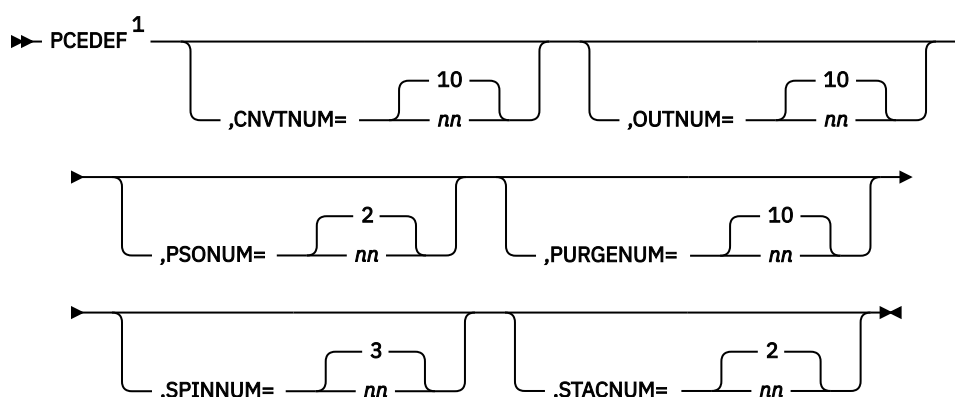 PCEDEF 1
10 10
,CNVTNUM= nn ,OUTNUM= nn
2 10
,PSONUM= nn ,PURGENUM= nn
3 2
,SPINNUM= nn ,STACNUM= nn